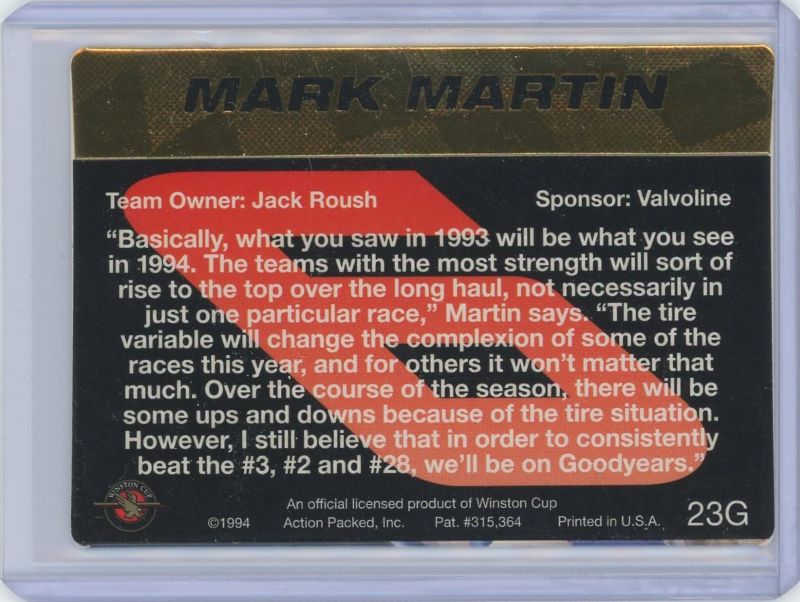 MARK MARTIN
Team Owner: Jack Roush Sponsor: Valvoline
“Basically, what you saw in 1993 will be what you see
in 1994. The teams with the most strength will sort of
rise to the top over the long haul, not necessarily in
just one particular race,” Martin says. “The tire
variable will change the complexion of some of the
races this year, and for others it won’t matter that
much. Over the course of the season, there will be
some ups and downs because of the tire situation.
However, I still believe that in order to consistently
beat the #3, #2 and #28, we’ll be on Goodyears.”
WINSTON CUP
An official licensed product of Winston Cup
©1994 Action Packed, Inc. Pat. #315,364 Printed in U.S.A. 23G